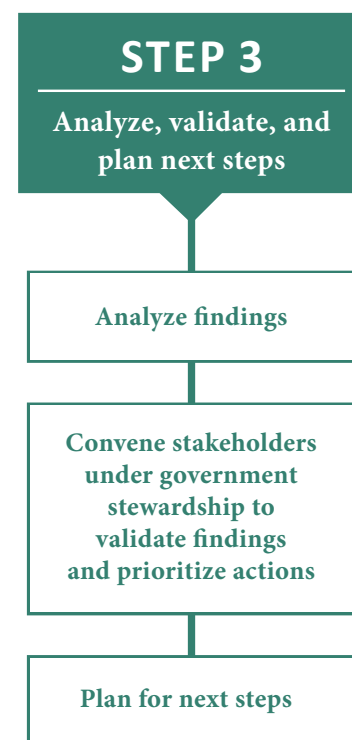 STEP 3
Analyze, validate, and
plan next steps
Analyze findings
Convene stakeholders
under government
stewardship to
validate findings
and prioritize actions
Plan for next steps